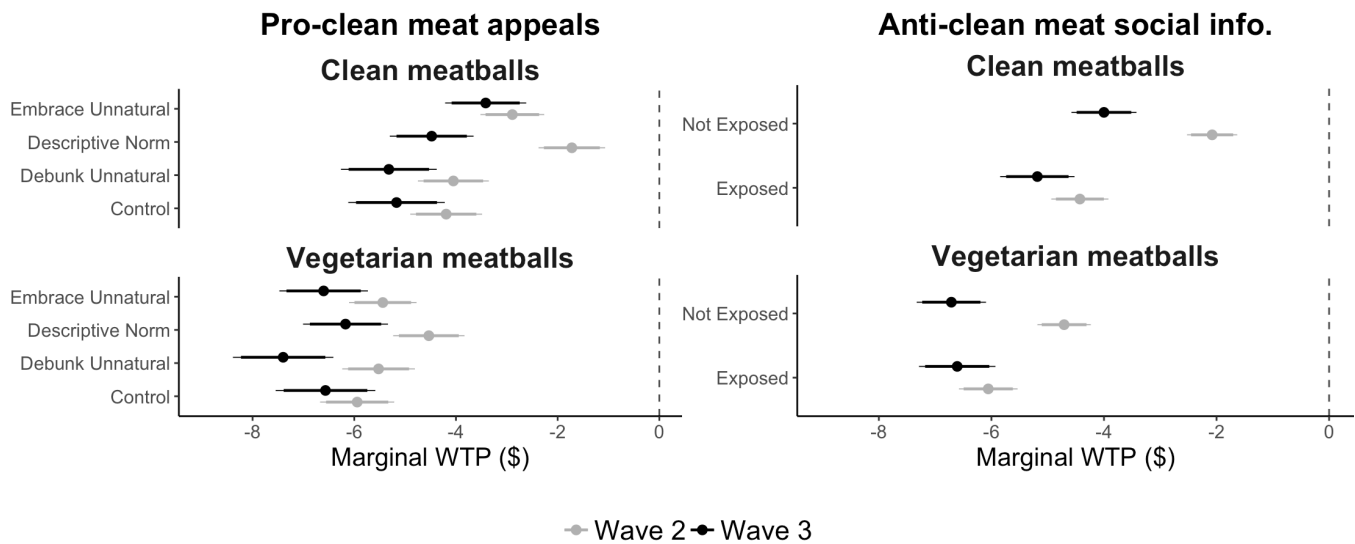 Pro-clean meat appeals
Clean meatballs
Embrace Unnatural
Descriptive Norm
Debunk Unnatural
Control
Vegetarian meatballs
Embrace Unnatural
Descriptive Norm
Debunk Unnatural
Control
-8 -6 -4 -2 0
Marginal WTP ($)
Anti-clean meat social info.
Clean meatballs
Not Exposed
Exposed
Vegetarian meatballs
Not Exposed
Exposed
-8 -6 -4 -2 0
Marginal WTP ($)
Wave 2 Wave 3